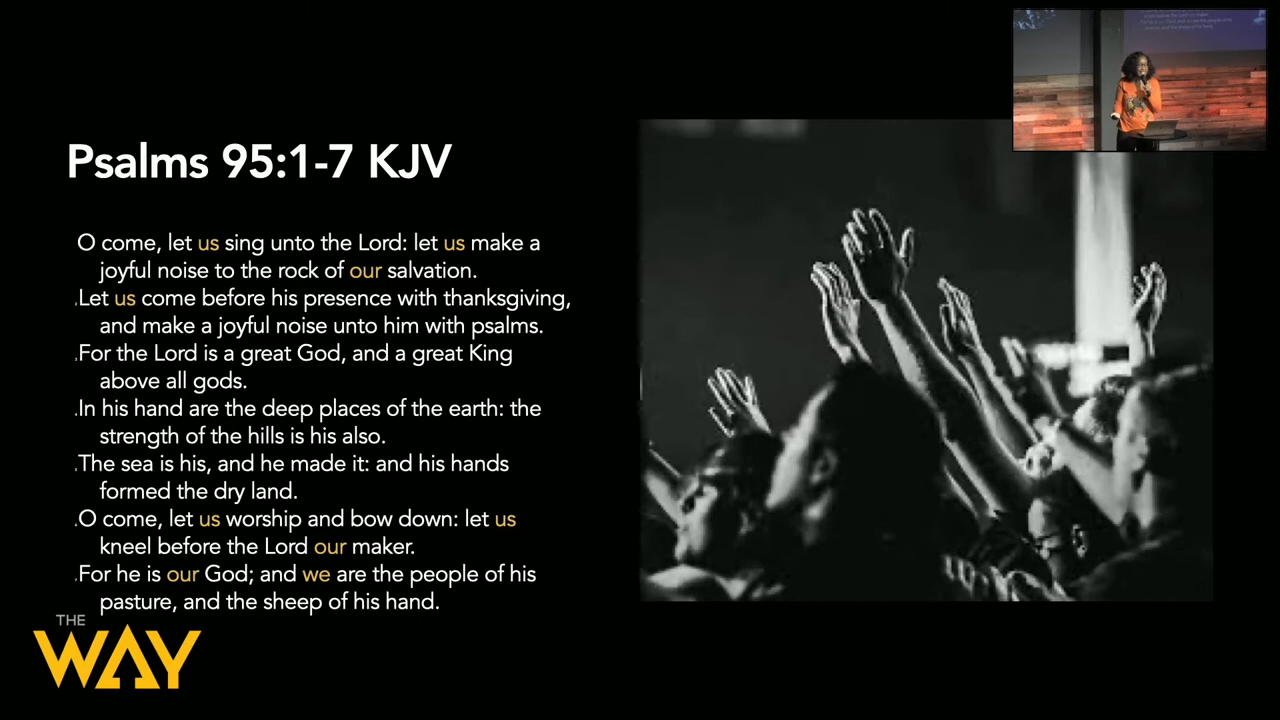 Psalms 95:1-7 KJV
O come, let us sing unto the Lord: let us make a
joyful noise to the rock of our salvation.
Let us come before his presence with thanksgiving,
and make a joyful noise unto him with psalms.
For the Lord is a great God, and a great King
above all gods.
In his hand are the deep places of the earth: the
strength of the hills is his also.
The sea is his, and he made it: and his hands
formed the dry land.
O come, let us worship and bow down: let us
kneel before the Lord our maker.
For he is our God; and we are the people of his
pasture, and the sheep of his hand.
THE
WAY